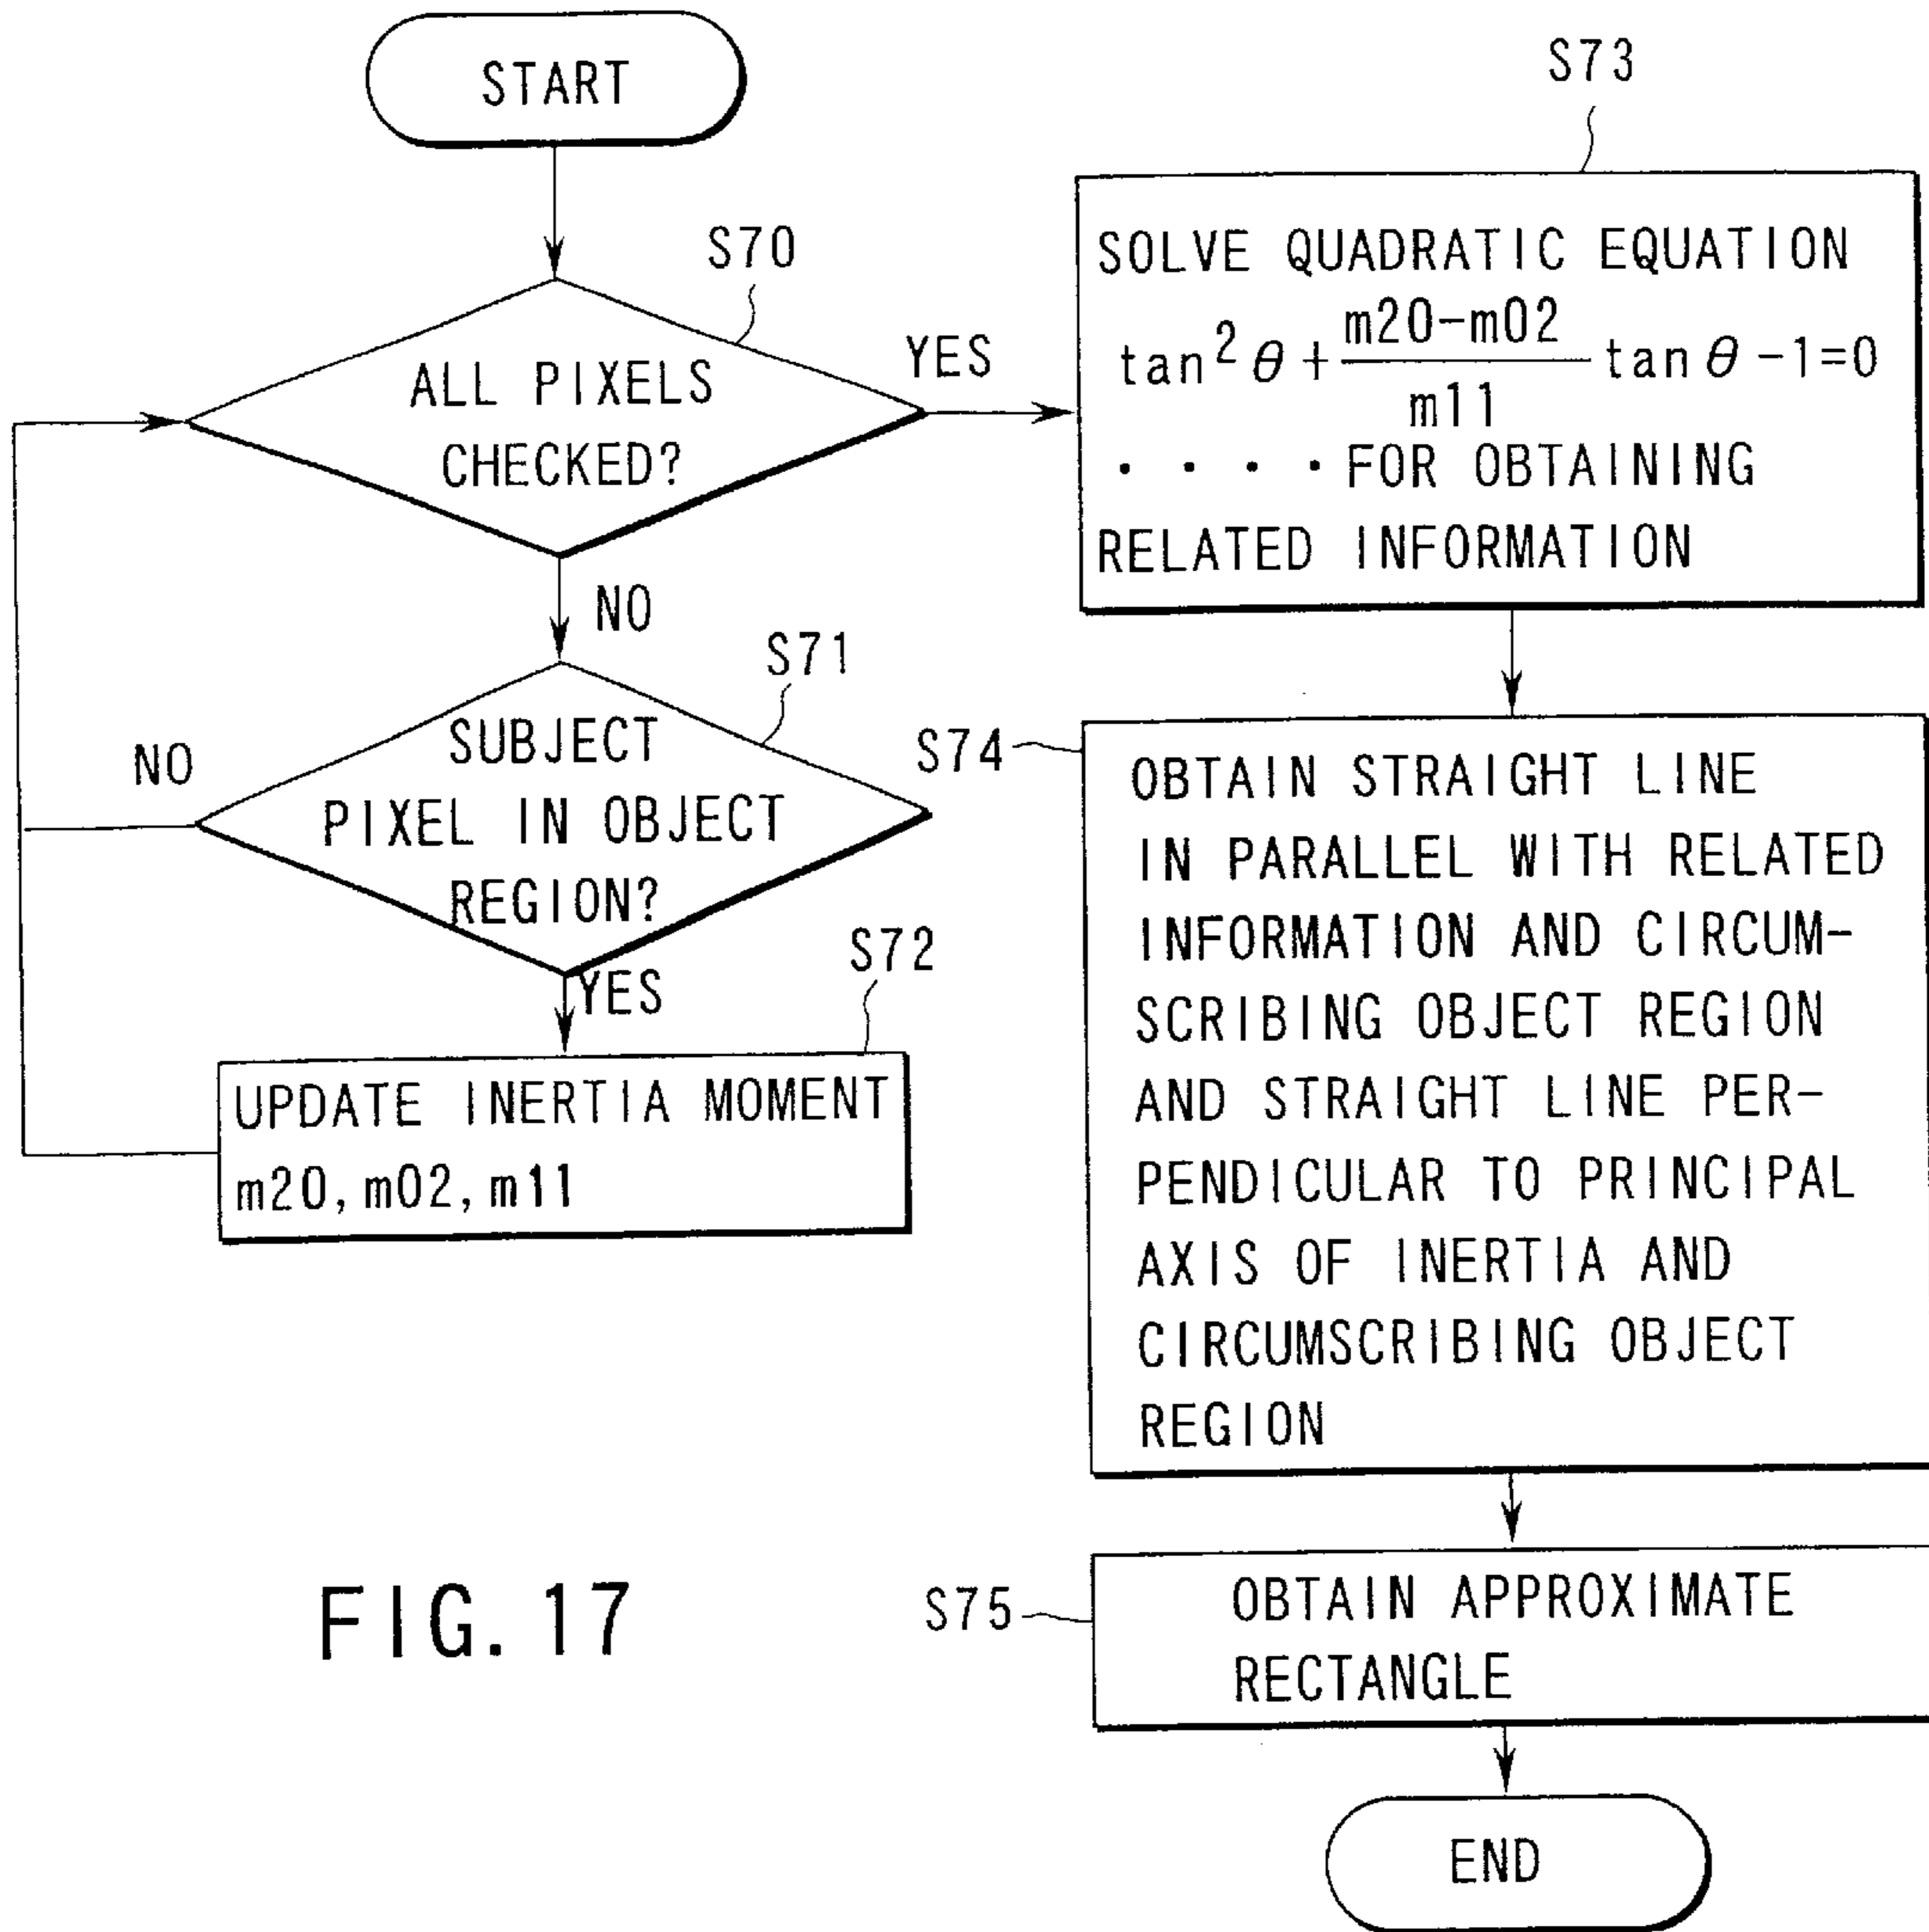 START
S70
ALL PIXELS
CHECKED?
YES
NO
S71
SUBJECT
PIXEL IN OBJECT
REGION?
NO
YES
S72
UPDATE INERTIA MOMENT
m20, m02, m11
S73
SOLVE QUADRATIC EQUATION
tan² θ + (m20-m02)/m11 tan θ -1=0
· · · · FOR OBTAINING
RELATED INFORMATION
S74
OBTAIN STRAIGHT LINE
IN PARALLEL WITH RELATED
INFORMATION AND CIRCUM-
SCRIBING OBJECT REGION
AND STRAIGHT LINE PER-
PENDICULAR TO PRINCIPAL
AXIS OF INERTIA AND
CIRCUMSCRIBING OBJECT
REGION
S75
OBTAIN APPROXIMATE
RECTANGLE
END
FIG. 17